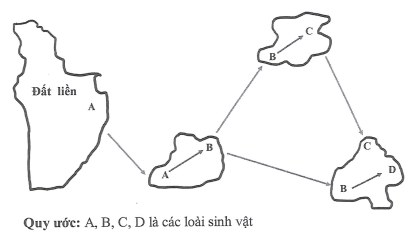 C
B
Đất liền
A
B
A
C
D
B
Quy ước: A, B, C, D là các loài sinh vật